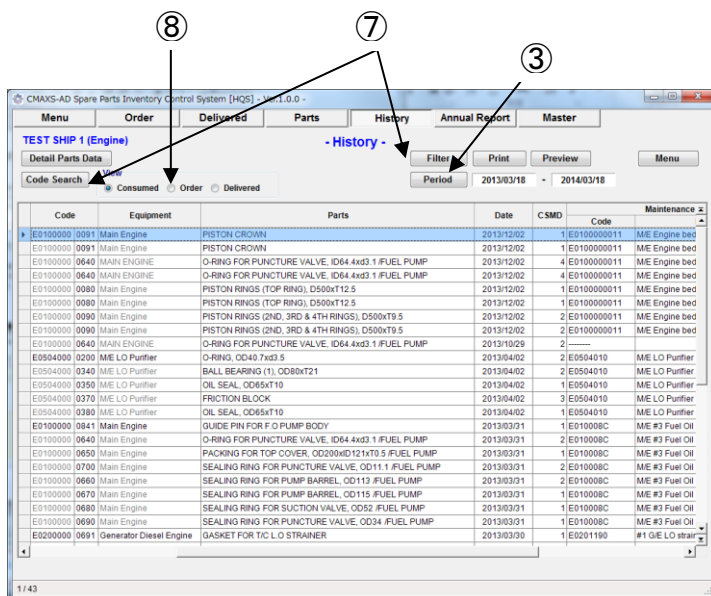 ⑧ ⑦
③
CMAXS-AD Spare Parts Inventory Control System [HQS] - Ver.1.0.0 -
Menu Order Delivered Parts History Annual Report Master
TEST SHIP 1 (Engine) - History -
Detail Parts Data Filter Print Preview Menu
Code Search View Consumed Order Delivered Period 2013/03/18 - 2014/03/18
Code Equipment Parts Date CSMD Maintenance
Code
E0100000 0091 Main Engine PISTON CROWN 2013/12/02 1 E0100000011 M/E Engine bed
E0100000 0091 Main Engine PISTON CROWN 2013/12/02 1 E0100000011 M/E Engine bed
E0100000 0640 MAIN ENGINE O-RING FOR PUNCTURE VALVE, ID64.4xd3.1 /FUEL PUMP 2013/12/02 4 E0100000011 M/E Engine bed
E0100000 0640 MAIN ENGINE O-RING FOR PUNCTURE VALVE, ID64.4xd3.1 /FUEL PUMP 2013/12/02 4 E0100000011 M/E Engine bed
E0100000 0080 Main Engine PISTON RINGS (TOP RING), D500xT12.5 2013/12/02 1 E0100000011 M/E Engine bed
E0100000 0080 Main Engine PISTON RINGS (TOP RING), D500xT12.5 2013/12/02 1 E0100000011 M/E Engine bed
E0100000 0090 Main Engine PISTON RINGS (2ND, 3RD & 4TH RINGS), D500xT9.5 2013/12/02 2 E0100000011 M/E Engine bed
E0100000 0090 Main Engine PISTON RINGS (2ND, 3RD & 4TH RINGS), D500xT9.5 2013/12/02 2 E0100000011 M/E Engine bed
E0100000 0640 MAIN ENGINE O-RING FOR PUNCTURE VALVE, ID64.4xd3.1 /FUEL PUMP 2013/10/29 2 --------
E0504000 0200 M/E LO Purifier O-RING, OD40.7xd3.5 2013/04/02 2 E0504010 M/E LO Purifier
E0504000 0340 M/E LO Purifier BALL BEARING (1), OD80xT21 2013/04/02 2 E0504010 M/E LO Purifier
E0504000 0350 M/E LO Purifier OIL SEAL, OD65xT10 2013/04/02 1 E0504010 M/E LO Purifier
E0504000 0370 M/E LO Purifier FRICTION BLOCK 2013/04/02 3 E0504010 M/E LO Purifier
E0504000 0380 M/E LO Purifier OIL SEAL, OD65xT10 2013/04/02 1 E0504010 M/E LO Purifier
E0100000 0841 Main Engine GUIDE PIN FOR F.O PUMP BODY 2013/03/31 1 E010008C M/E #3 Fuel Oil
E0100000 0640 Main Engine O-RING FOR PUNCTURE VALVE, ID64.4xd3.1 /FUEL PUMP 2013/03/31 2 E010008C M/E #3 Fuel Oil
E0100000 0650 Main Engine PACKING FOR TOP COVER, OD200xID121xT0.5 /FUEL PUMP 2013/03/31 1 E010008C M/E #3 Fuel Oil
E0100000 0700 Main Engine SEALING RING FOR PUNCTURE VALVE, OD11.1 /FUEL PUMP 2013/03/31 2 E010008C M/E #3 Fuel Oil
E0100000 0660 Main Engine SEALING RING FOR PUMP BARREL, OD113 /FUEL PUMP 2013/03/31 2 E010008C M/E #3 Fuel Oil
E0100000 0670 Main Engine SEALING RING FOR PUMP BARREL, OD115 /FUEL PUMP 2013/03/31 1 E010008C M/E #3 Fuel Oil
E0100000 0680 Main Engine SEALING RING FOR SUCTION VALVE, OD52 /FUEL PUMP 2013/03/31 1 E010008C M/E #3 Fuel Oil
E0100000 0690 Main Engine SEALING RING FOR PUNCTURE VALVE, OD34 /FUEL PUMP 2013/03/31 1 E010008C M/E #3 Fuel Oil
E0200000 0691 Generator Diesel Engine GASKET FOR T/C L.O STRAINER 2013/03/30 1 E0201190 #1 G/E LO strain
1 / 43